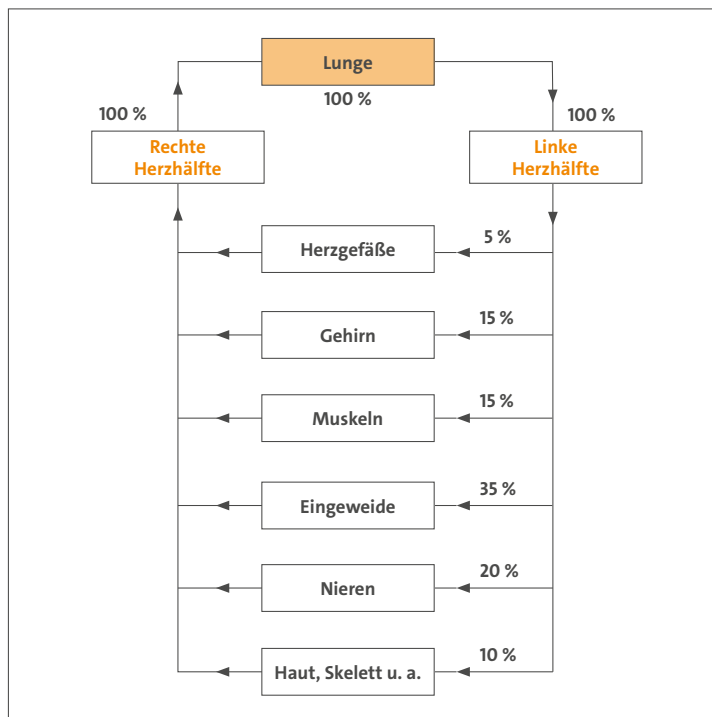 Lunge
100 %
100 %
100 %
Rechte
Herzhälfte
Linke
Herzhälfte
Herzgefäße
5 %
Gehirn
15 %
Muskeln
15 %
Eingeweide
35 %
Nieren
20 %
Haut, Skelett u. a.
10 %